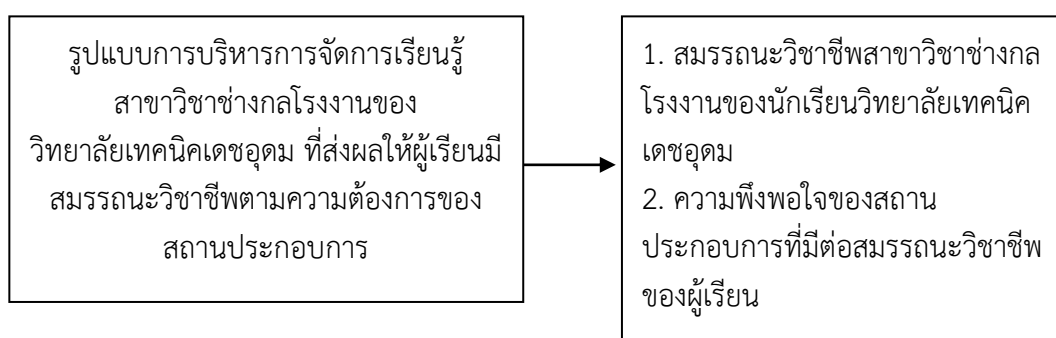 รูปแบบการบริหารการจัดการเรียนรู้
สาขาวิชาช่างกลโรงงานของ
วิทยาลัยเทคนิคเดชอุดม ที่ส่งผลให้ผู้เรียนมี
สมรรถนะวิชาชีพตามความต้องการของ
สถานประกอบการ
1. สมรรถนะวิชาชีพสาขาวิชาช่างกล
โรงงานของนักเรียนวิทยาลัยเทคนิค
เดชอุดม
2. ความพึงพอใจของสถาน
ประกอบการที่มีต่อสมรรถนะวิชาชีพ
ของผู้เรียน